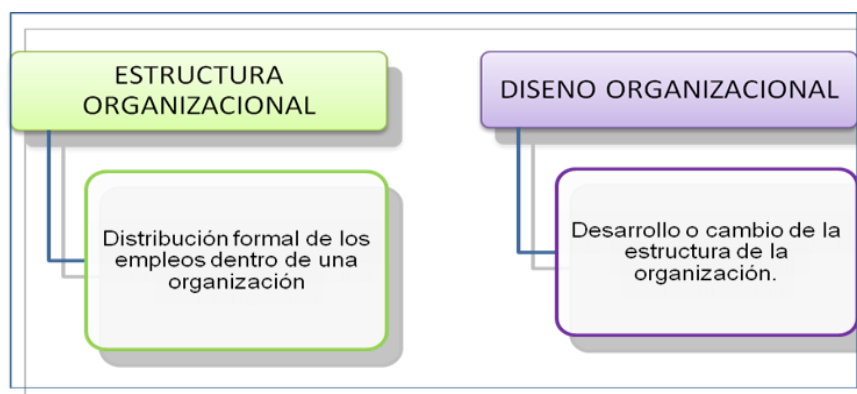 ESTRUCTURA
ORGANIZACIONAL
Distribución formal de los
empleos dentro de una
organización
DISENO ORGANIZACIONAL
Desarrollo o cambio de la
estructura de la
organización.